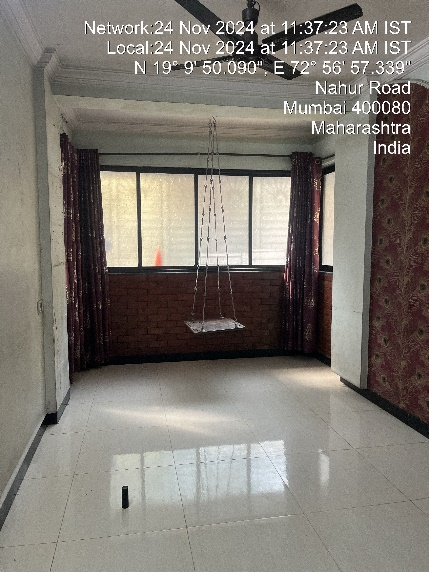 Network:24 Nov 2024 at 11:37:23 AM IST
Local:24 Nov 2024 at 11:37:23 AM IST
N 19° 9' 50.090", E 72° 56' 57.339"
Nahur Road
Mumbai 400080
Maharashtra
India